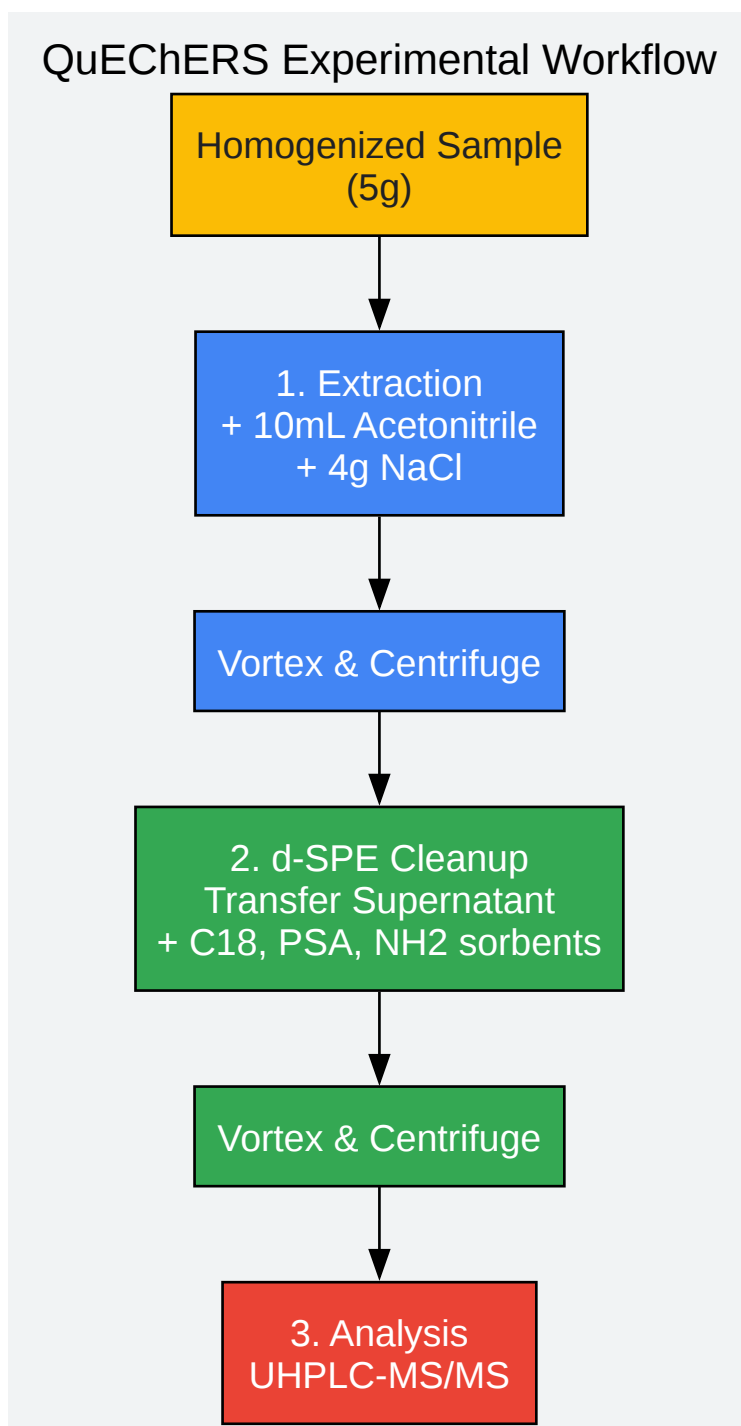 QuEChERS Experimental Workflow
Homogenized Sample
(5g)
1. Extraction
+ 10mL Acetonitrile
+ 4g NaCl
Vortex & Centrifuge
2. d-SPE Cleanup
Transfer Supernatant
+ C18, PSA, NH2 sorbents
Vortex & Centrifuge
3. Analysis
UHPLC-MS/MS